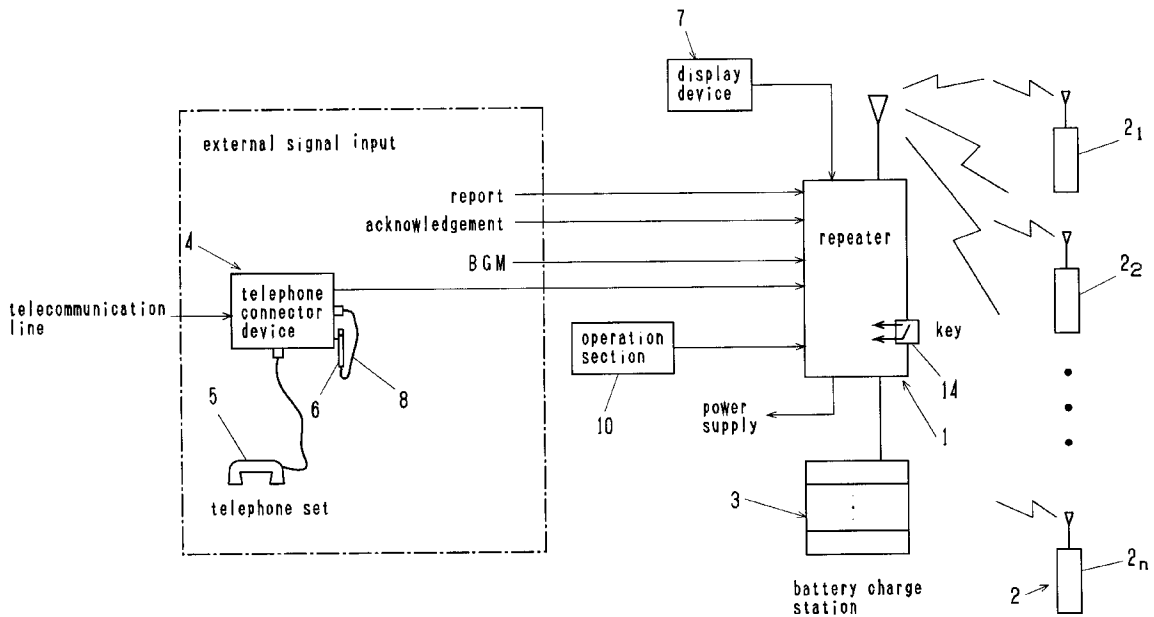 7
display
device
2₁
external signal input
report
acknowledgement
repeater
4
BGM
2₂
telephone
connector
device
telecommunication
line
operation
section
key
6
8
10
14
5
power
supply
1
telephone set
3
2ₙ
battery charge
station
2